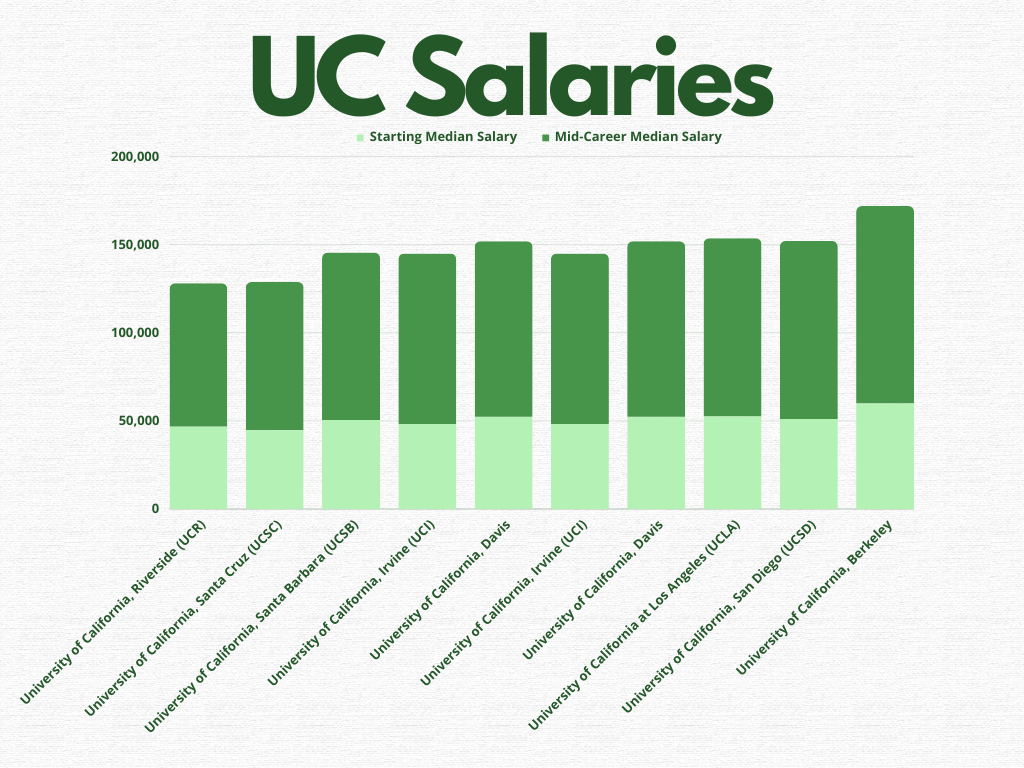 UC Salaries
Starting Median Salary
Mid-Career Median Salary
200,000
150,000
100,000
50,000
0
University of California, Riverside (UCR)
University of California, Santa Cruz (UCSC)
University of California, Santa Barbara (UCSB)
University of California, Irvine (UCI)
University of California, Davis
University of California, Irvine (UCI)
University of California, Davis
University of California at Los Angeles (UCLA)
University of California, San Diego (UCSD)
University of California, Berkeley